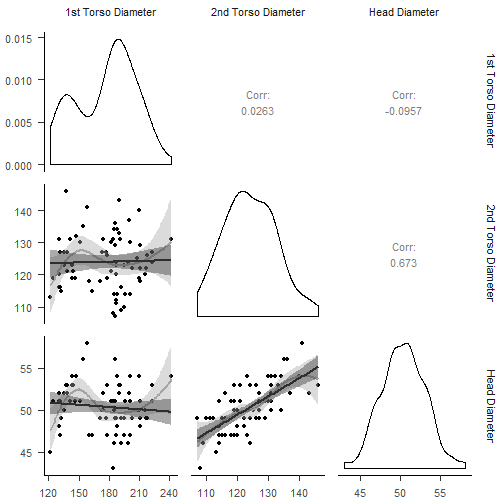 1st Torso Diameter 2nd Torso Diameter Head Diameter
0.015
0.010
0.005
0.000
Corr:
0.0263
Corr:
-0.0957
1st Torso Diameter
140
130
120
110
Corr:
0.673
2nd Torso Diameter
55
50
45
Head Diameter
120 150 180 210 240 110 120 130 140 45 50 55